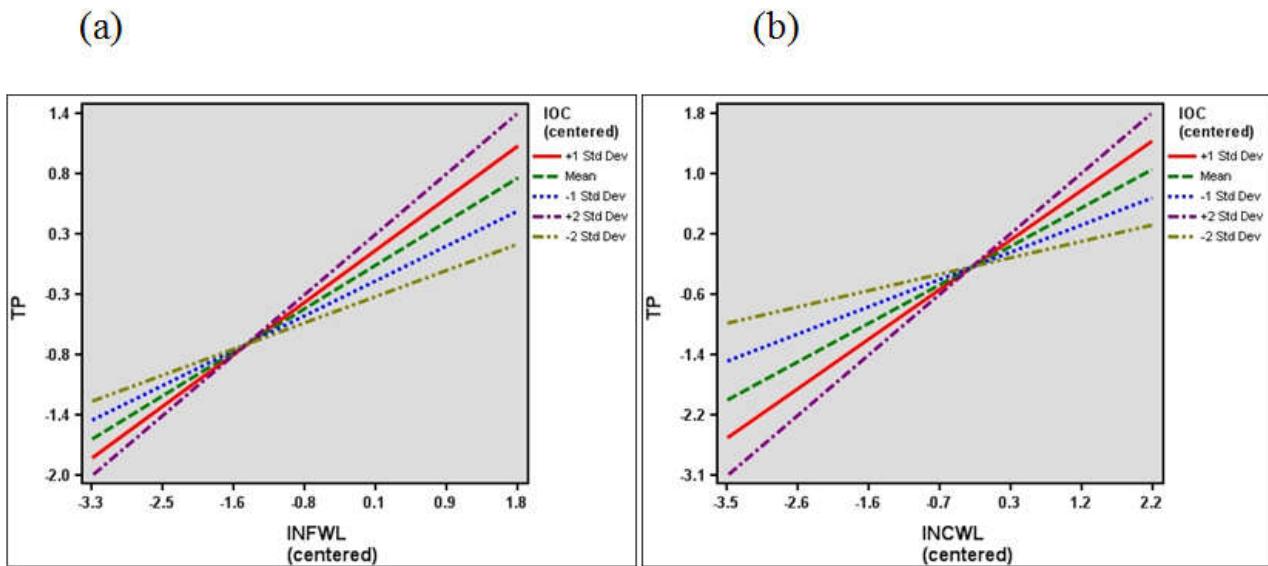 (a)
(b)
1.4
0.8
0.3
-0.3
-0.8
-1.4
-2.0
TP
-3.3
-2.5
-1.6
-0.8
0.1
0.9
1.8
INFWL
(centered)
IOC
(centered)
+1 Std Dev
Mean
-1 Std Dev
+2 Std Dev
-2 Std Dev
1.8
1.0
0.2
-0.6
-1.4
-2.2
-3.1
TP
-3.5
-2.6
-1.6
-0.7
0.3
1.2
2.2
INCWL
(centered)
IOC
(centered)
+1 Std Dev
Mean
-1 Std Dev
+2 Std Dev
-2 Std Dev